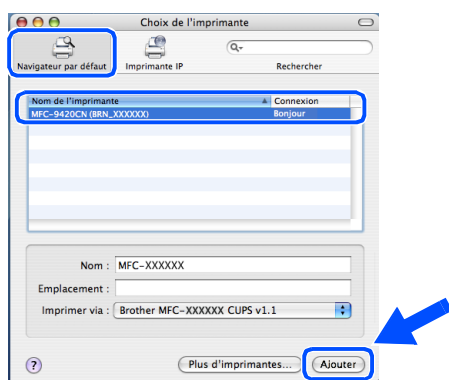 Choix de l'imprimante
Navigateur par défaut Imprimante IP Rechercher
Nom de l'imprimante Connexion
MFC-9420CN (BRN_XXXXXX) Bonjour
Nom : MFC-XXXXXX
Emplacement :
Imprimer via : Brother MFC-XXXXXX CUPS v1.1
? Plus d'imprimantes... Ajouter